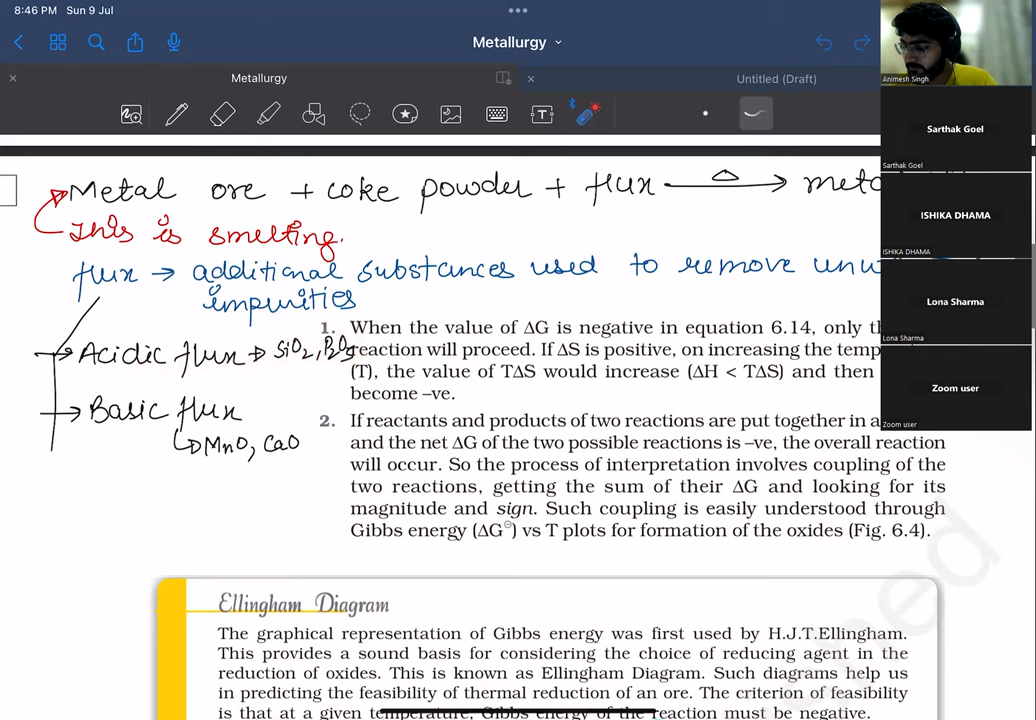 8:46 PM Sun 9 Jul
Metallurgy
Metallurgy
Untitled (Draft)
Animesh Singh
Sarthak Goel
Sarthak Goel
ISHIKA DHAMA
ISHIKA DHAMA
Lona Sharma
Lona Sharma
Zoom user
Zoom user
Metal ore + coke powder + flux △→ meta
This is smelting.
flux → additional substances used to remove unw
impurities
→ Acidic flux → SiO2, P2O5
→ Basic flux
↳ MnO, CaO
1. When the value of ΔG is negative in equation 6.14, only th
reaction will proceed. If ΔS is positive, on increasing the temp
(T), the value of TΔS would increase (ΔH < TΔS) and then
become –ve.
2. If reactants and products of two reactions are put together in a
and the net ΔG of the two possible reactions is –ve, the overall reaction
will occur. So the process of interpretation involves coupling of the
two reactions, getting the sum of their ΔG and looking for its
magnitude and sign. Such coupling is easily understood through
Gibbs energy (ΔG⊖) vs T plots for formation of the oxides (Fig. 6.4).
Ellingham Diagram
The graphical representation of Gibbs energy was first used by H.J.T.Ellingham.
This provides a sound basis for considering the choice of reducing agent in the
reduction of oxides. This is known as Ellingham Diagram. Such diagrams help us
in predicting the feasibility of thermal reduction of an ore. The criterion of feasibility
is that at a given temperature, Gibbs energy of the reaction must be negative.